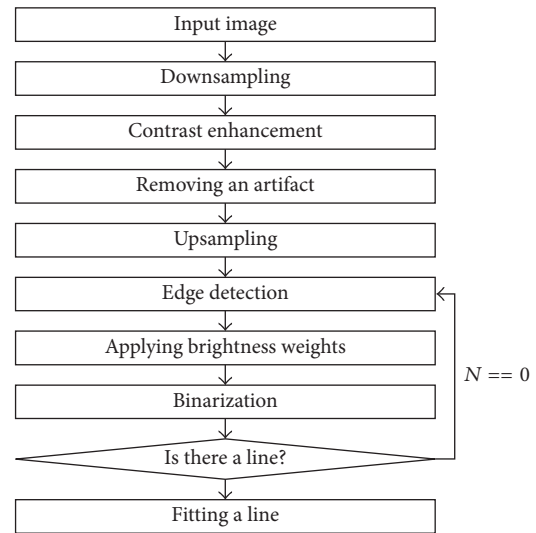 Input image
Downsampling
Contrast enhancement
Removing an artifact
Upsampling
Edge detection
Applying brightness weights
N == 0
Binarization
Is there a line?
Fitting a line